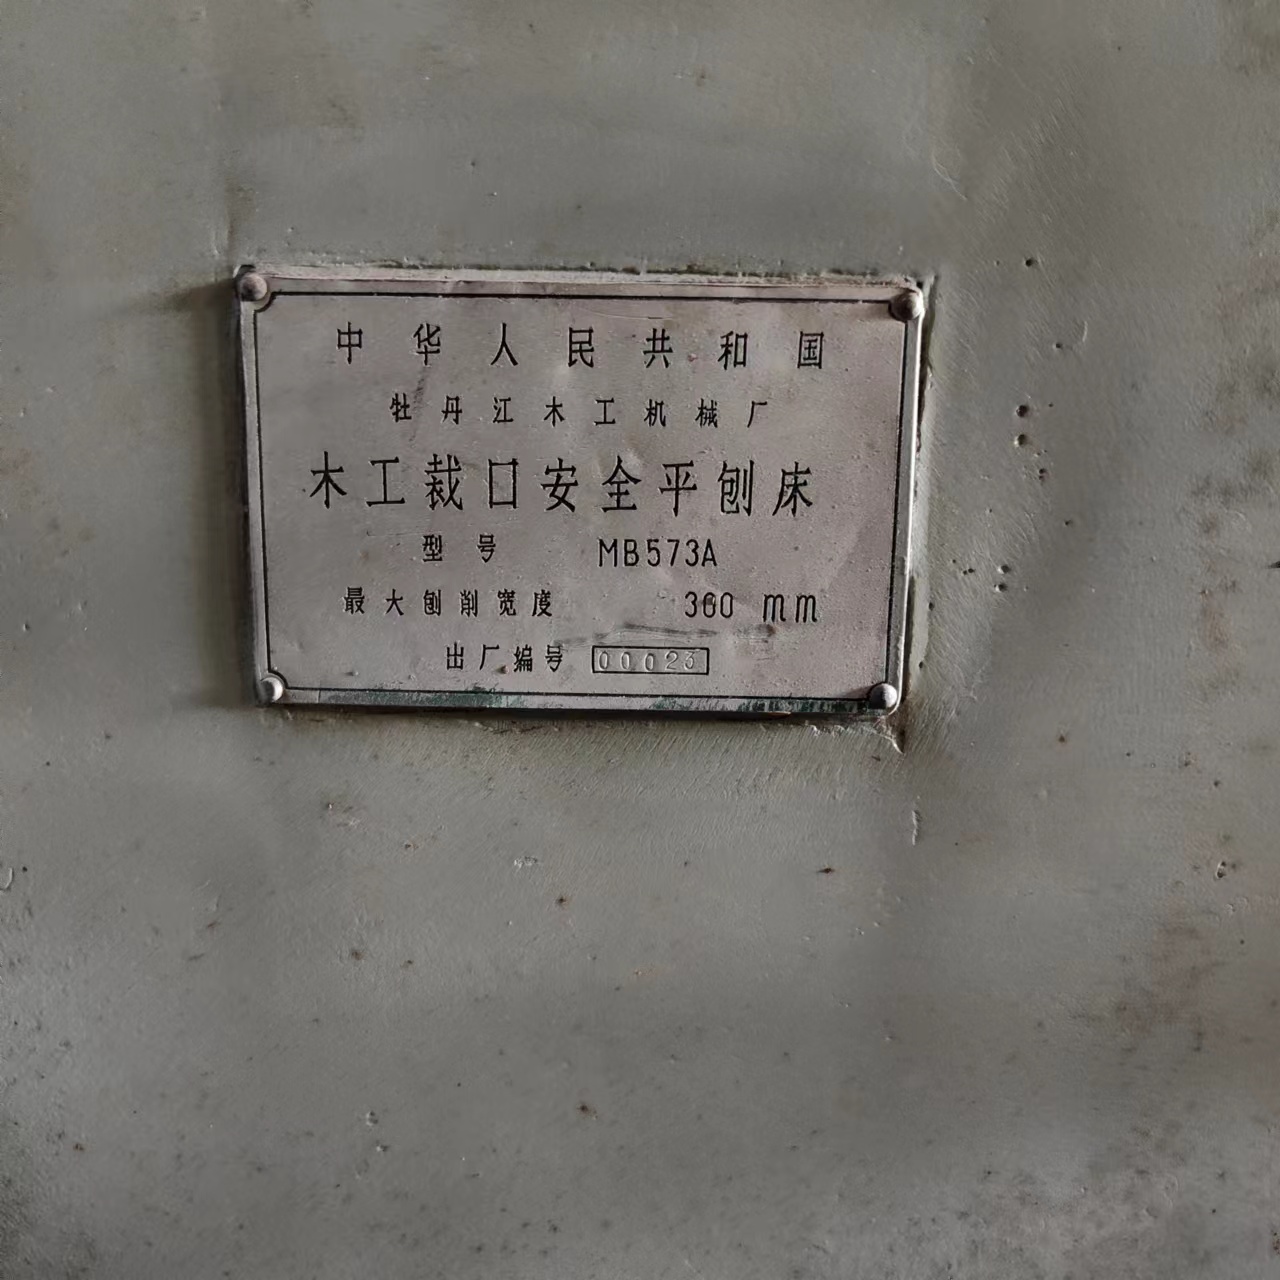 中华人民共和国
牡丹江木工机械厂
木工裁口安全平刨床
型号 MB573A
最大刨削宽度 300 mm
出厂编号 00023